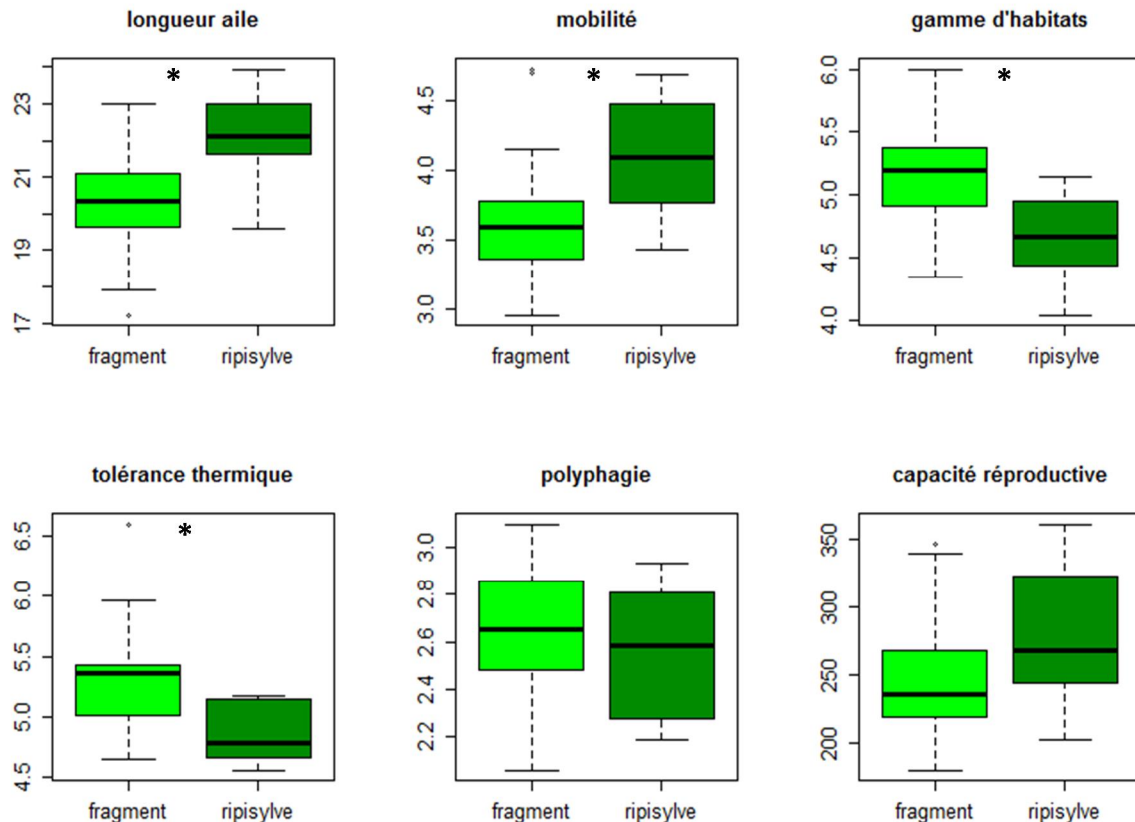 longueur aile
*
23
21
19
17
fragment ripisylve
mobilité
*
4.5
4.0
3.5
3.0
fragment ripisylve
gamme d'habitats
*
6.0
5.5
5.0
4.5
4.0
fragment ripisylve
tolérance thermique
*
6.5
6.0
5.5
5.0
4.5
fragment ripisylve
polyphagie
3.0
2.8
2.6
2.4
2.2
fragment ripisylve
capacité réproductive
350
300
250
200
fragment ripisylve